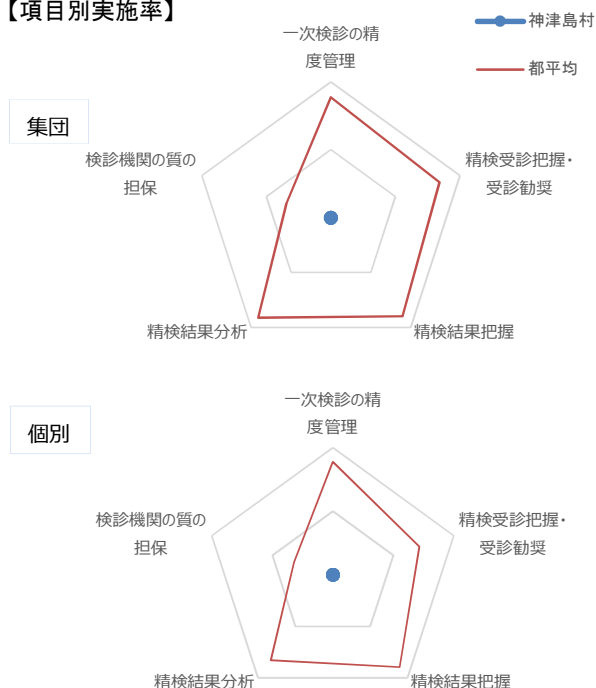 【項目別実施率】
神津島村
都平均
集団
一次検診の精
度管理
検診機関の質の
担保
精検受診把握・
受診勧奨
精検結果分析
精検結果把握
個別
一次検診の精
度管理
検診機関の質の
担保
精検受診把握・
受診勧奨
精検結果分析
精検結果把握